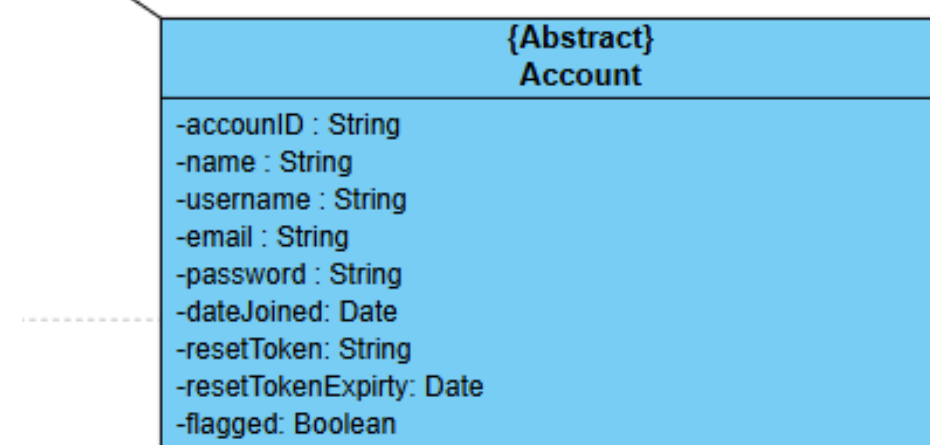 {Abstract}
Account
-accounID : String
-name : String
-username : String
-email : String
-password : String
-dateJoined: Date
-resetToken: String
-resetTokenExpirty: Date
-flagged: Boolean